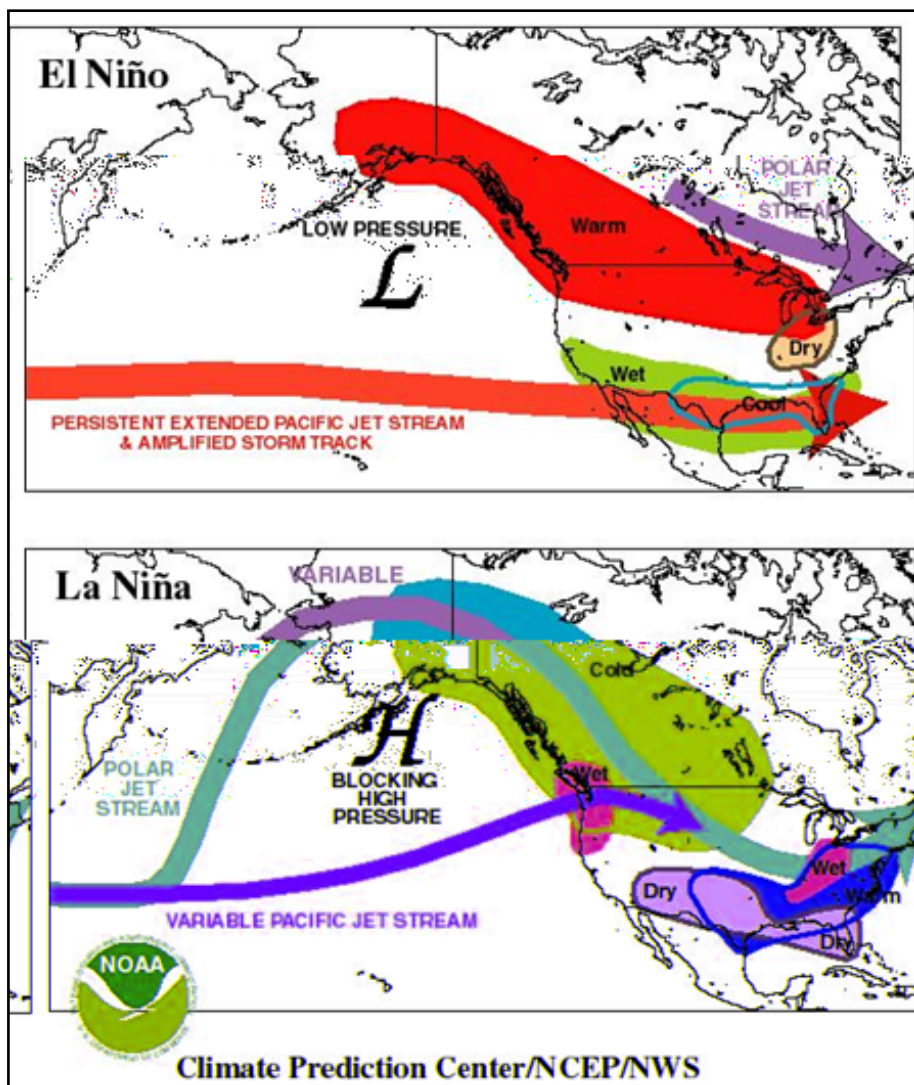 El Niño
POLAR
JET
STREAM
LOW PRESSURE
L
Warm
Dry
Wet
Cool
PERSISTENT EXTENDED PACIFIC JET STREAM
& AMPLIFIED STORM TRACK
La Niña
VARIABLE
Cold
H
BLOCKING
HIGH
PRESSURE
Wet
POLAR
JET
STREAM
Wet
Dry
Warm
Dry
VARIABLE PACIFIC JET STREAM
NOAA
Climate Prediction Center/NCEP/NWS